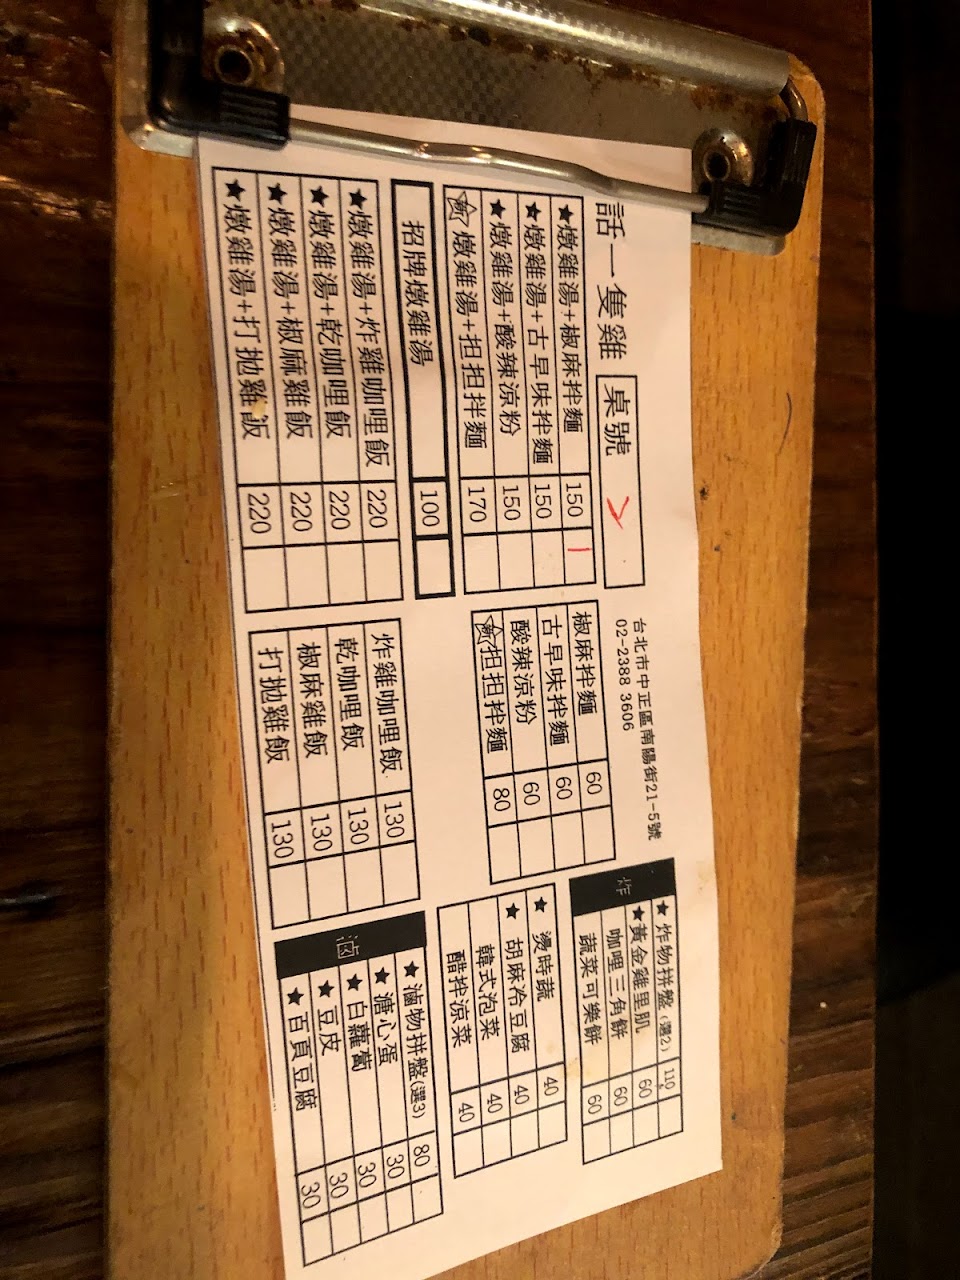 話一隻雞 桌號
台北市中正區南陽街21-5號
02-2388 3606
★燉雞湯+椒麻拌麵 150 1
★燉雞湯+古早味拌麵 150
★燉雞湯+酸辣涼粉 150
新 燉雞湯+担担拌麵 170
招牌燉雞湯 100
★燉雞湯+炸雞咖哩飯 220
★燉雞湯+乾咖哩飯 220
★燉雞湯+椒麻雞飯 220
★燉雞湯+打拋雞飯 220
椒麻拌麵 60
古早味拌麵 60
酸辣涼粉 60
新 担担拌麵 80
炸雞咖哩飯 130
乾咖哩飯 130
椒麻雞飯 130
打拋雞飯 130
炸
★炸物拼盤(選2) 110
★黃金雞里肌 60
咖哩三角餅 60
蔬菜可樂餅 60
★燙時蔬 40
★胡麻冷豆腐 40
韓式泡菜 40
醋拌涼菜 40
滷
★滷物拼盤(選3) 80
★溏心蛋 30
★白蘿蔔 30
★豆皮 30
★百頁豆腐 30